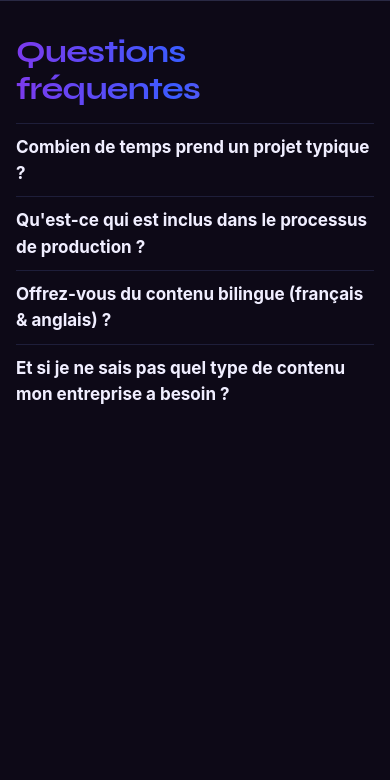 Questions
fréquentes
Combien de temps prend un projet typique
?
Qu'est-ce qui est inclus dans le processus
de production ?
Offrez-vous du contenu bilingue (français
& anglais) ?
Et si je ne sais pas quel type de contenu
mon entreprise a besoin ?